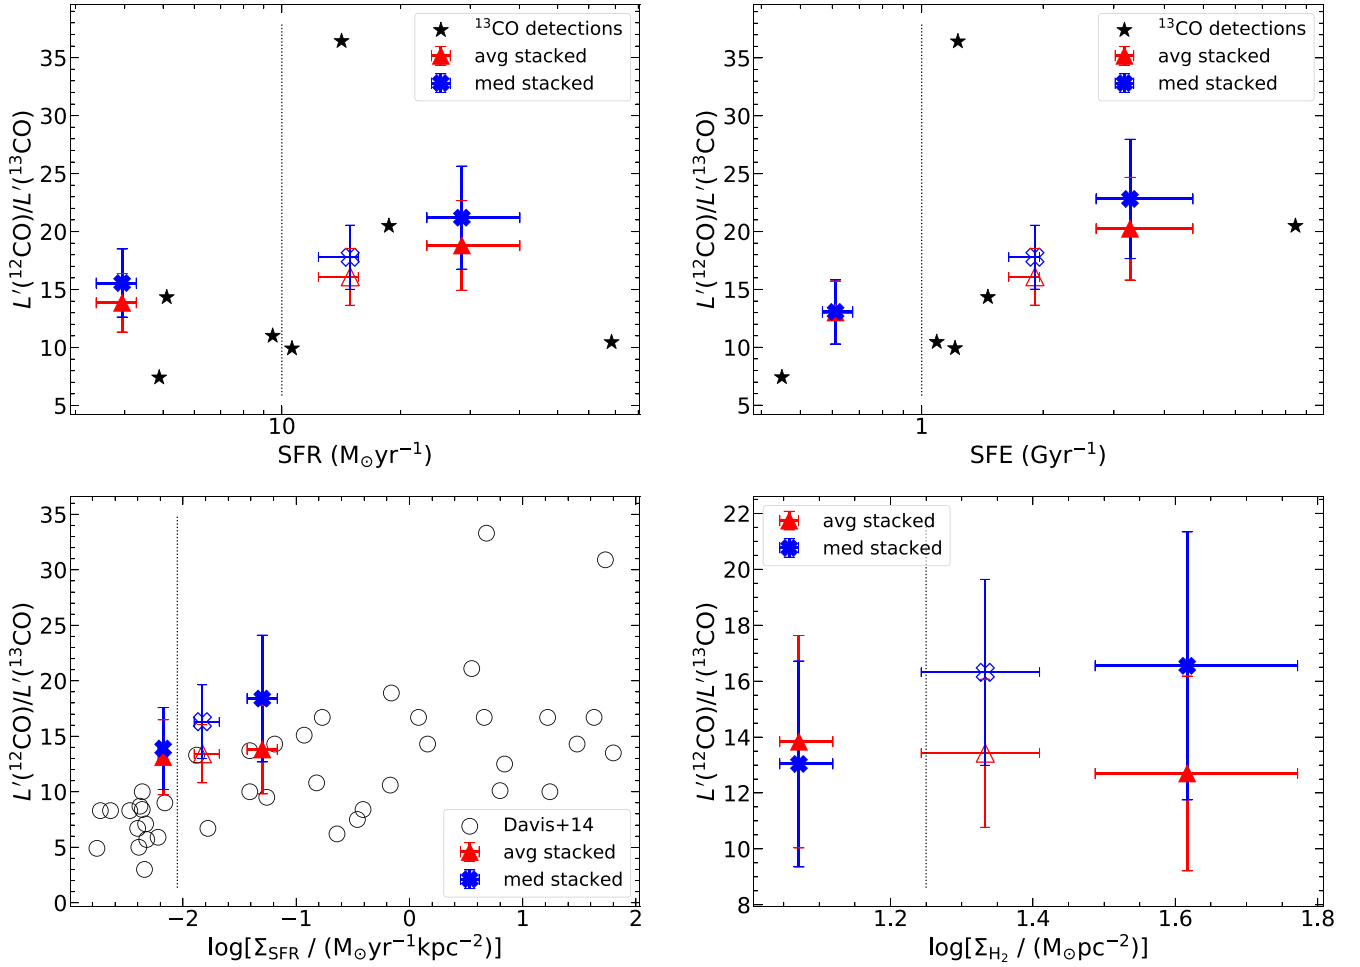 35
30
25
20
15
10
5
L′(¹²CO)/L′(¹³CO)
¹³CO detections
avg stacked
med stacked
10
SFR (M⊙yr⁻¹)
35
30
25
20
15
10
5
L′(¹²CO)/L′(¹³CO)
¹³CO detections
avg stacked
med stacked
1
SFE (Gyr⁻¹)
35
30
25
20
15
10
5
0
L′(¹²CO)/L′(¹³CO)
Davis+14
avg stacked
med stacked
−2 −1 0 1 2
log[Σ_SFR / (M⊙yr⁻¹kpc⁻²)]
22
20
18
16
14
12
10
8
L′(¹²CO)/L′(¹³CO)
avg stacked
med stacked
1.2 1.4 1.6 1.8
log[Σ_H₂ / (M⊙pc⁻²)]